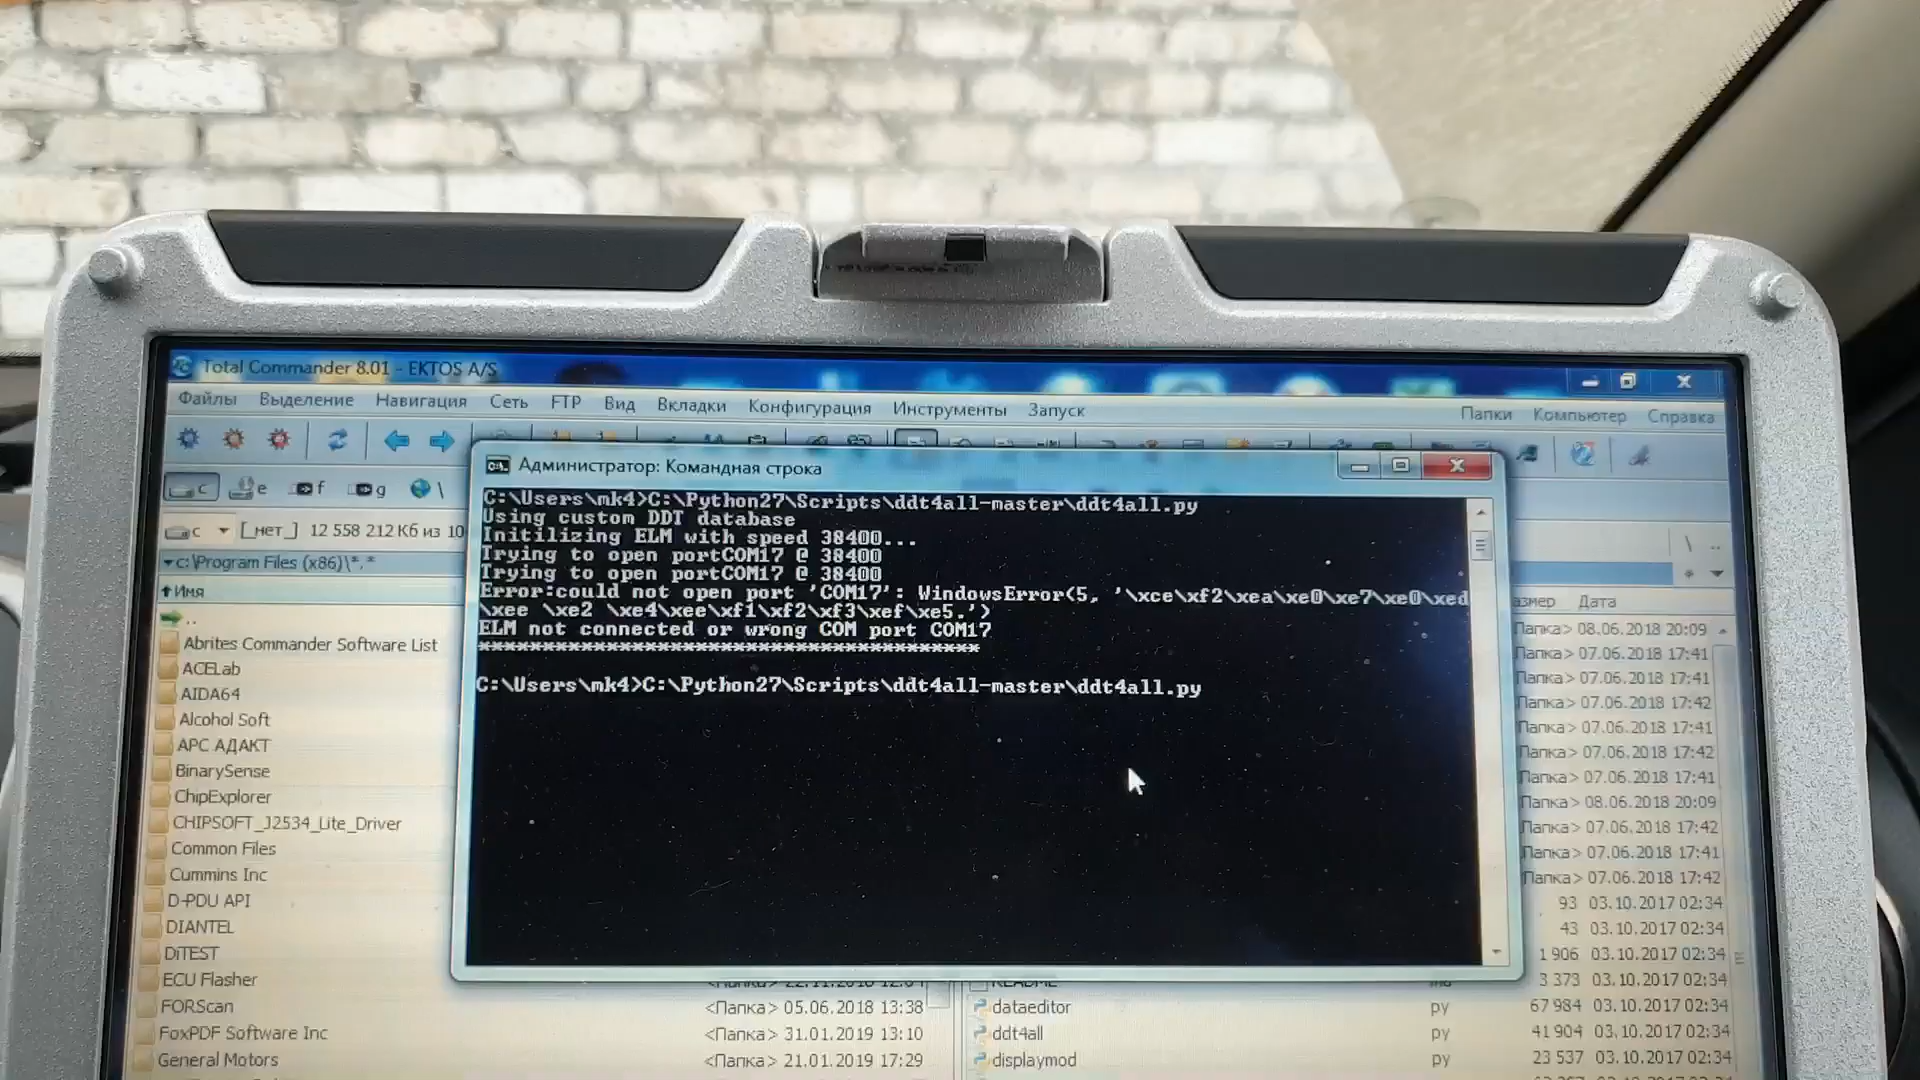 Total Commander 8.01 - EKTOS A/S
Файлы Выделение Навигация Сеть FTP Вид Вкладки Конфигурация Инструменты Запуск Папки Компьютер Справка
c e f g \
c [_нет_] 12 558 212 Кб из 10
\ ..
c:\Program Files (x86)\*.*
Имя
Дата
..
Abrites Commander Software List
ACELab
AIDA64
Alcohol Soft
АРС АДАКТ
BinarySense
ChipExplorer
CHIPSOFT_J2534_Lite_Driver
Common Files
Cummins Inc
D-PDU API
DIANTEL
DiTEST
ECU Flasher
FORScan <Папка> 05.06.2018 13:38
FoxPDF Software Inc <Папка> 31.01.2019 13:10
General Motors <Папка> 21.01.2019 17:29
Администратор: Командная строка
C:\Users\mk4>C:\Python27\Scripts\ddt4all-master\ddt4all.py
Using custom DDT database
Initilizing ELM with speed 38400...
Trying to open portCOM17 @ 38400
Trying to open portCOM17 @ 38400
Error:could not open port 'COM17': WindowsError(5, '\xce\xf2\xea\xe0\xe7\xe0\xed
\xee \xe2 \xe4\xee\xf1\xf2\xf3\xef\xe5.')
ELM not connected or wrong COM port COM17
***************************************
C:\Users\mk4>C:\Python27\Scripts\ddt4all-master\ddt4all.py
Папка> 08.06.2018 20:09
Папка> 07.06.2018 17:41
Папка> 07.06.2018 17:41
Папка> 07.06.2018 17:42
Папка> 07.06.2018 17:41
Папка> 07.06.2018 17:42
Папка> 07.06.2018 17:41
Папка> 08.06.2018 20:09
Папка> 07.06.2018 17:42
Папка> 07.06.2018 17:41
Папка> 07.06.2018 17:42
93 03.10.2017 02:34
43 03.10.2017 02:34
1 906 03.10.2017 02:34
README 3 373 03.10.2017 02:34
dataeditor py 67 984 03.10.2017 02:34
ddt4all py 41 904 03.10.2017 02:34
displaymod py 23 537 03.10.2017 02:34